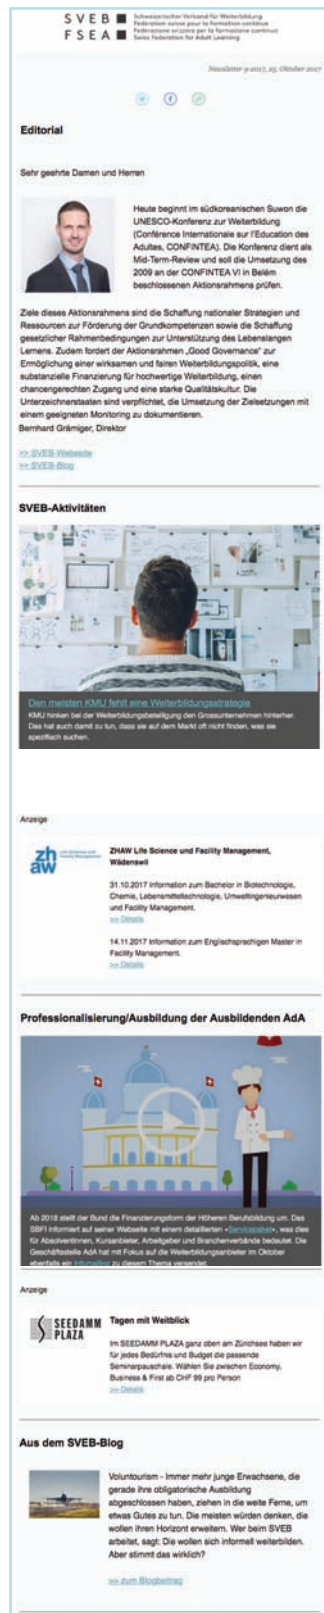 SVEB
FSEA
Schweizerischer Verband für Weiterbildung
Fédération suisse pour la formation continue
Federazione svizzera per la formazione continua
Swiss Federation for Adult Learning
Newsletter 9-2017, 25. Oktober 2017
Editorial
Sehr geehrte Damen und Herren
Heute beginnt im südkoreanischen Suwon die
UNESCO-Konferenz zur Weiterbildung
(Conférence Internationale sur l'Education des
Adultes, CONFINTEA). Die Konferenz dient als
Mid-Term-Review und soll die Umsetzung des
2009 an der CONFINTEA VI in Belém
beschlossenen Aktionsrahmens prüfen.
Ziele dieses Aktionsrahmens sind die Schaffung nationaler Strategien und
Ressourcen zur Förderung der Grundkompetenzen sowie die Schaffung
gesetzlicher Rahmenbedingungen zur Unterstützung des Lebenslangen
Lernens. Zudem fordert der Aktionsrahmen „Good Governance" zur
Ermöglichung einer wirksamen und fairen Weiterbildungspolitik, eine
substanzielle Finanzierung für hochwertige Weiterbildung, einen
chancengerechten Zugang und eine starke Qualitätskultur. Die
Unterzeichnerstaaten sind verpflichtet, die Umsetzung der Zielsetzungen mit
einem geeigneten Monitoring zu dokumentieren.
Bernhard Grämiger, Direktor
>> SVEB-Webseite
>> SVEB-Blog
SVEB-Aktivitäten
Den meisten KMU fehlt eine Weiterbildungsstrategie
KMU hinken bei der Weiterbildungsbeteiligung den Grossunternehmen hinterher.
Das hat auch damit zu tun, dass sie auf dem Markt oft nicht finden, was sie
spezifisch suchen.
Anzeige
zhaw
Life Sciences und
Facility Management
ZHAW Life Science und Facility Management,
Wädenswil
31.10.2017 Information zum Bachelor in Biotechnologie,
Chemie, Lebensmitteltechnologie, Umweltingenieurwesen
und Facility Management.
>> Details
14.11.2017 Information zum Englischsprachigen Master in
Facility Management.
>> Details
Professionalisierung/Ausbildung der Ausbildenden AdA
Ab 2018 stellt der Bund die Finanzierungsform der Höheren Berufsbildung um. Das
SBFI informiert auf seiner Webseite mit einem detaillierten «Servicepaket», was dies
für Absolventinnen, Kursanbieter, Arbeitgeber und Branchenverbände bedeutet. Die
Geschäftsstelle AdA hat mit Fokus auf die Weiterbildungsanbieter im Oktober
ebenfalls ein Infomailing zu diesem Thema versendet.
Anzeige
SEEDAMM
PLAZA
Tagen mit Weitblick
Im SEEDAMM PLAZA ganz oben am Zürichsee haben wir
für jedes Bedürfnis und Budget die passende
Seminarpauschale. Wählen Sie zwischen Economy,
Business & First ab CHF 99 pro Person
>> Details
Aus dem SVEB-Blog
Voluntourism - Immer mehr junge Erwachsene, die
gerade ihre obligatorische Ausbildung
abgeschlossen haben, ziehen in die weite Ferne, um
etwas Gutes zu tun. Die meisten würden denken, die
wollen ihren Horizont erweitern. Wer beim SVEB
arbeitet, sagt: Die wollen sich informell weiterbilden.
Aber stimmt das wirklich?
>> zum Blogbeitrag